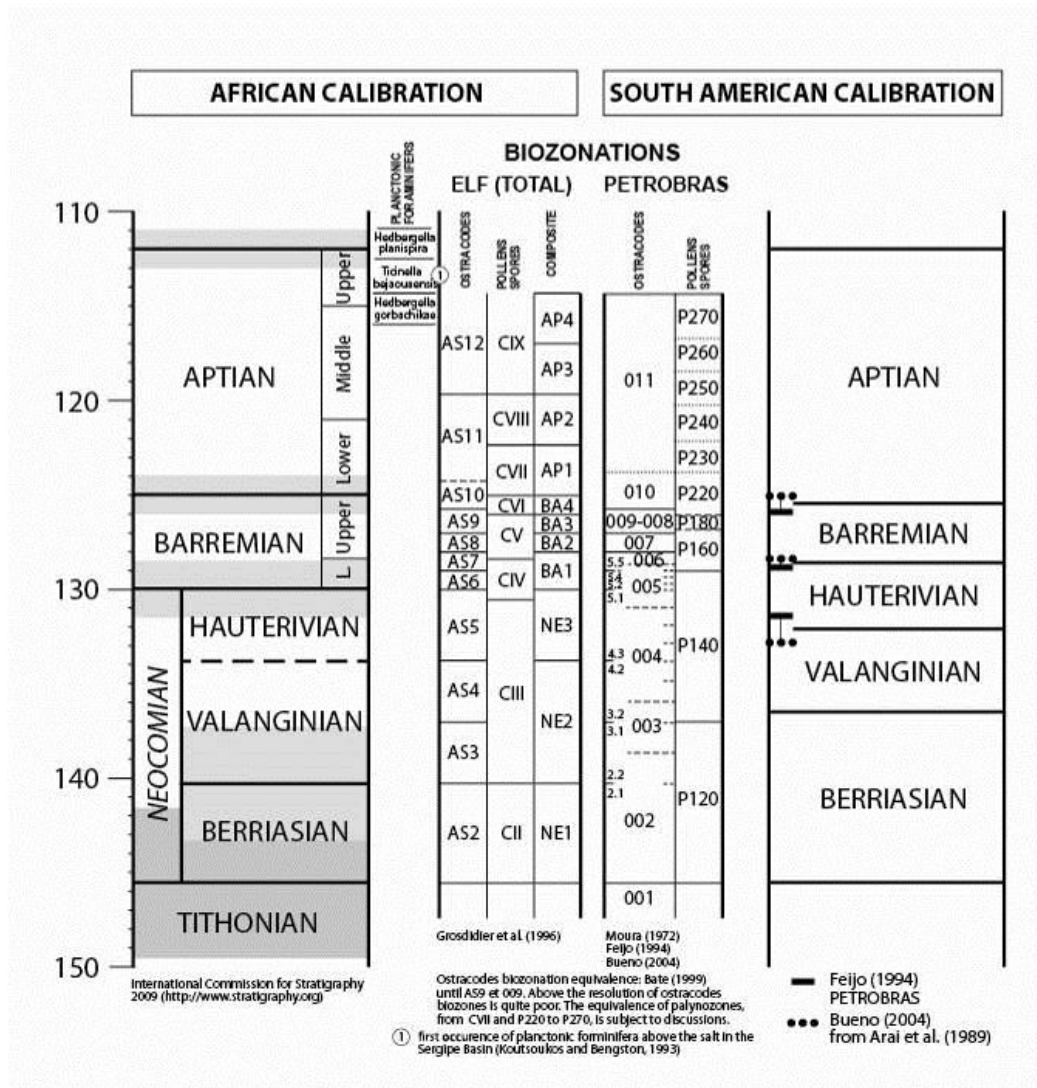 AFRICAN CALIBRATION
SOUTH AMERICAN CALIBRATION
BIOZONATIONS
ELF (TOTAL)
PETROBRAS
PLANCTONIC
FORAMINIFERS
OSTRACODES
POLLENS
SPORES
COMPOSITE
OSTRACODES
POLLENS
SPORES
110
120
130
140
150
APTIAN
Upper
Middle
Lower
BARREMIAN
Upper
L.
NEOCOMIAN
HAUTERIVIAN
VALANGINIAN
BERRIASIAN
TITHONIAN
Hedbergella
planispira
Ticinella
bejaouaensis
1
Hedbergella
gorbachikae
AS12
AS11
AS10
AS9
AS8
AS7
AS6
AS5
AS4
AS3
AS2
CIX
CVIII
CVII
CVI
CV
CIV
CIII
CII
AP4
AP3
AP2
AP1
BA4
BA3
BA2
BA1
NE3
NE2
NE1
011
010
009-008
007
5.5 006
5.4
5.2
5.1
005
4.3
4.2
004
3.2
3.1
003
2.2
2.1
002
001
P270
P260
P250
P240
P230
P220
P180
P160
P140
P120
APTIAN
BARREMIAN
HAUTERIVIAN
VALANGINIAN
BERRIASIAN
Grosdidier et al. (1996)
Moura (1972)
Feijo (1994)
Bueno (2004)
International Commission for Stratigraphy
2009 (http://www.stratigraphy.org)
Ostracodes biozonation equivalence: Bate (1999)
until AS9 et 009. Above the resolution of ostracodes
biozones is quite poor. The equivalence of palynozones,
from CVII and P220 to P270, is subject to discussions.
1 first occurence of planctonic forminifera above the salt in the
Sergipe Basin (Koutsoukos and Bengston, 1993)
Feijo (1994)
PETROBRAS
Bueno (2004)
from Arai et al. (1989)